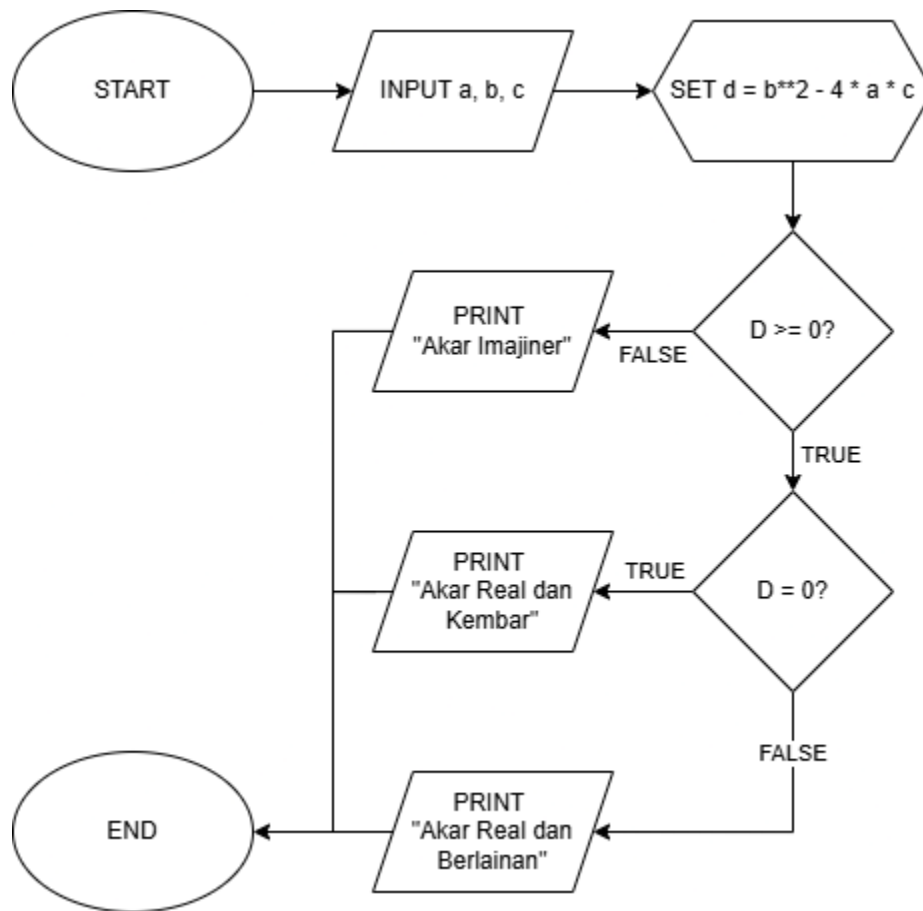 START
INPUT a, b, c
SET d = b**2 - 4 * a * c
D >= 0?
FALSE
PRINT
"Akar Imajiner"
TRUE
D = 0?
TRUE
PRINT
"Akar Real dan
Kembar"
FALSE
PRINT
"Akar Real dan
Berlainan"
END